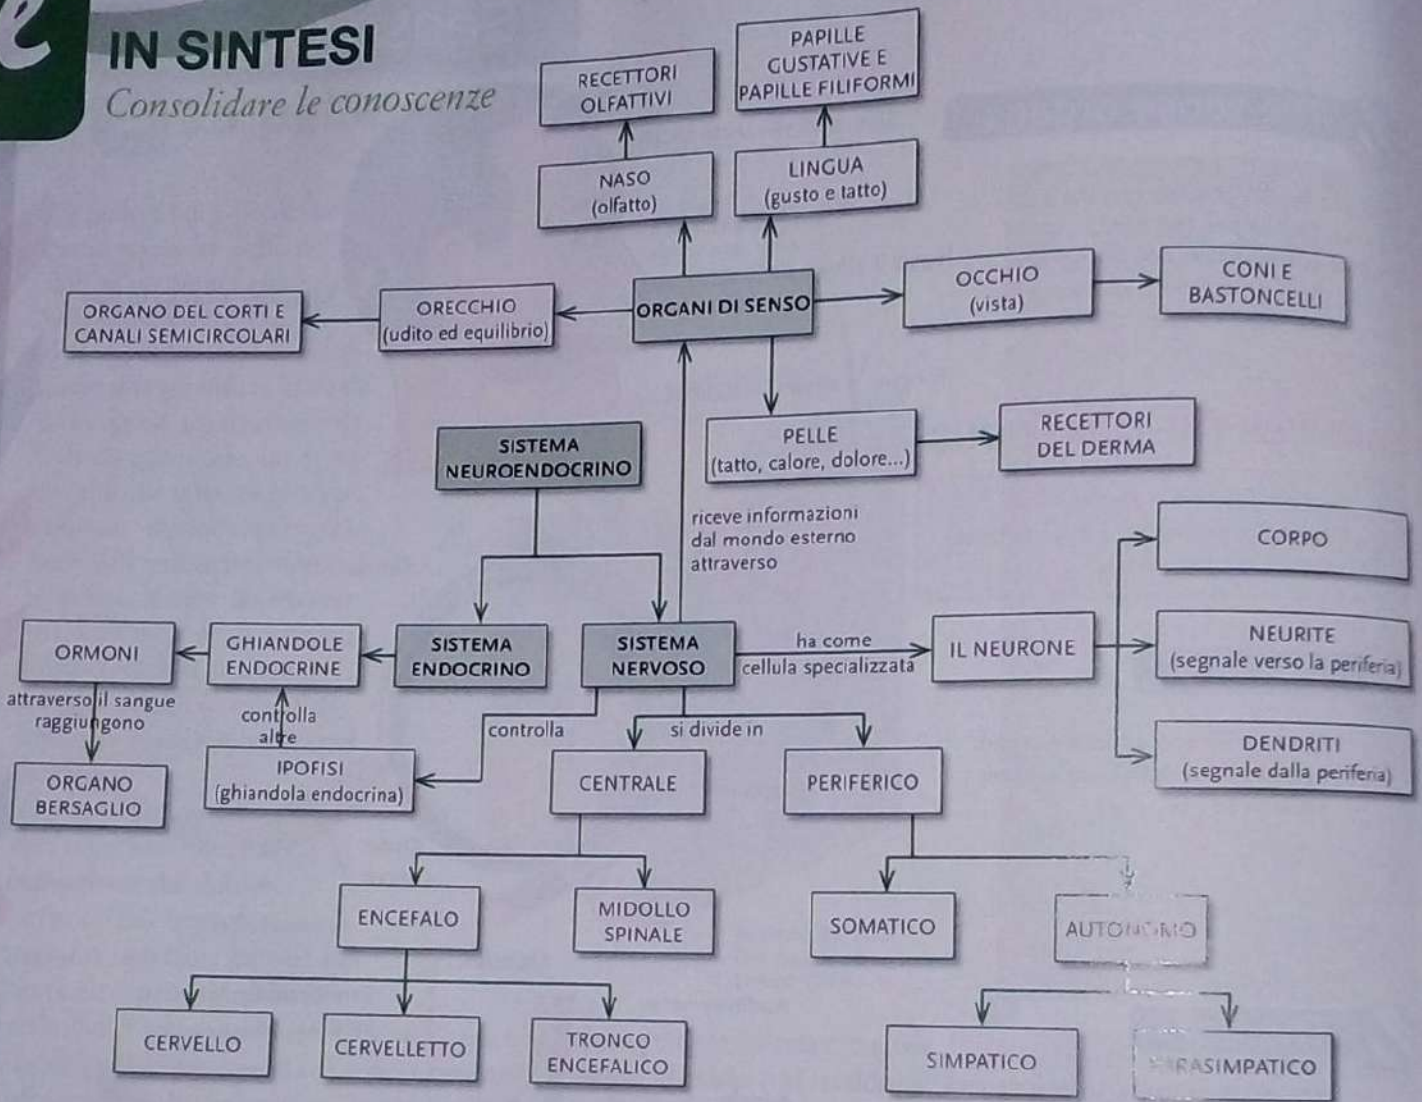 IN SINTESI
Consolidare le conoscenze
RECETTORI
OLFATTIVI
PAPILLE
GUSTATIVE E
PAPILLE FILIFORMI
NASO
(olfatto)
LINGUA
(gusto e tatto)
ORGANO DEL CORTI E
CANALI SEMICIRCOLARI
ORECCHIO
(udito ed equilibrio)
ORGANI DI SENSO
OCCHIO
(vista)
CONI E
BASTONCELLI
SISTEMA
NEUROENDOCRINO
PELLE
(tatto, calore, dolore...)
RECETTORI
DEL DERMA
riceve informazioni
dal mondo esterno
attraverso
CORPO
ORMONI
GHIANDOLE
ENDOCRINE
SISTEMA
ENDOCRINO
SISTEMA
NERVOSO
ha come
cellula specializzata
IL NEURONE
NEURITE
(segnale verso la periferia)
attraverso il sangue
raggiungono
controlla
altre
controlla
si divide in
DENDRITI
(segnale dalla periferia)
ORGANO
BERSAGLIO
IPOFISI
(ghiandola endocrina)
CENTRALE
PERIFERICO
ENCEFALO
MIDOLLO
SPINALE
SOMATICO
AUTONOMO
CERVELLO
CERVELLETTO
TRONCO
ENCEFALICO
SIMPATICO
PARASIMPATICO